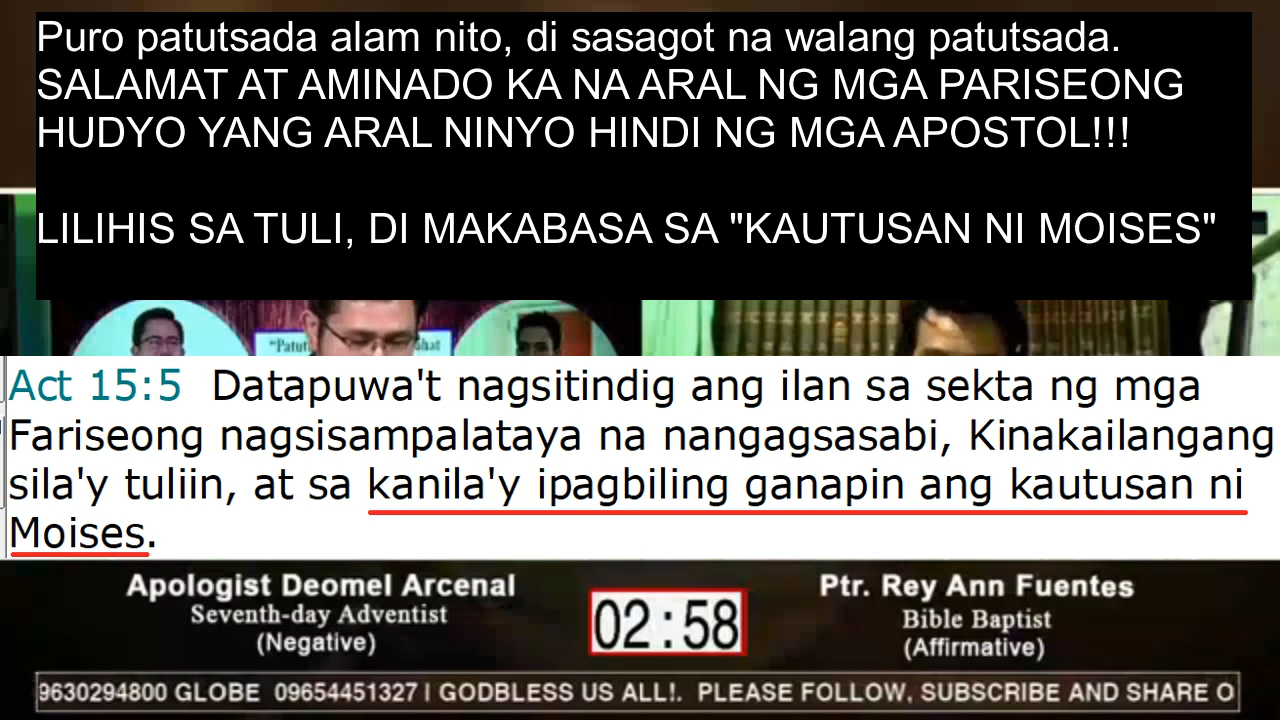 Puro patutsada alam nito, di sasagot na walang patutsada.
SALAMAT AT AMINADO KA NA ARAL NG MGA PARISEONG
HUDYO YANG ARAL NINYO HINDI NG MGA APOSTOL!!!
LILIHIS SA TULI, DI MAKABASA SA "KAUTUSAN NI MOISES"
Act 15:5 Datapuwa't nagsitindig ang ilan sa sekta ng mga
Fariseong nagsisampalataya na nangagsasabi, Kinakailangang
sila'y tuliin, at sa kanila'y ipagbiling ganapin ang kautusan ni
Moises.
Apologist Deomel Arcenal
Seventh-day Adventist
(Negative)
02:58
Ptr. Rey Ann Fuentes
Bible Baptist
(Affirmative)
9630294800 GLOBE 09654451327 | GODBLESS US ALL!. PLEASE FOLLOW, SUBSCRIBE AND SHARE O